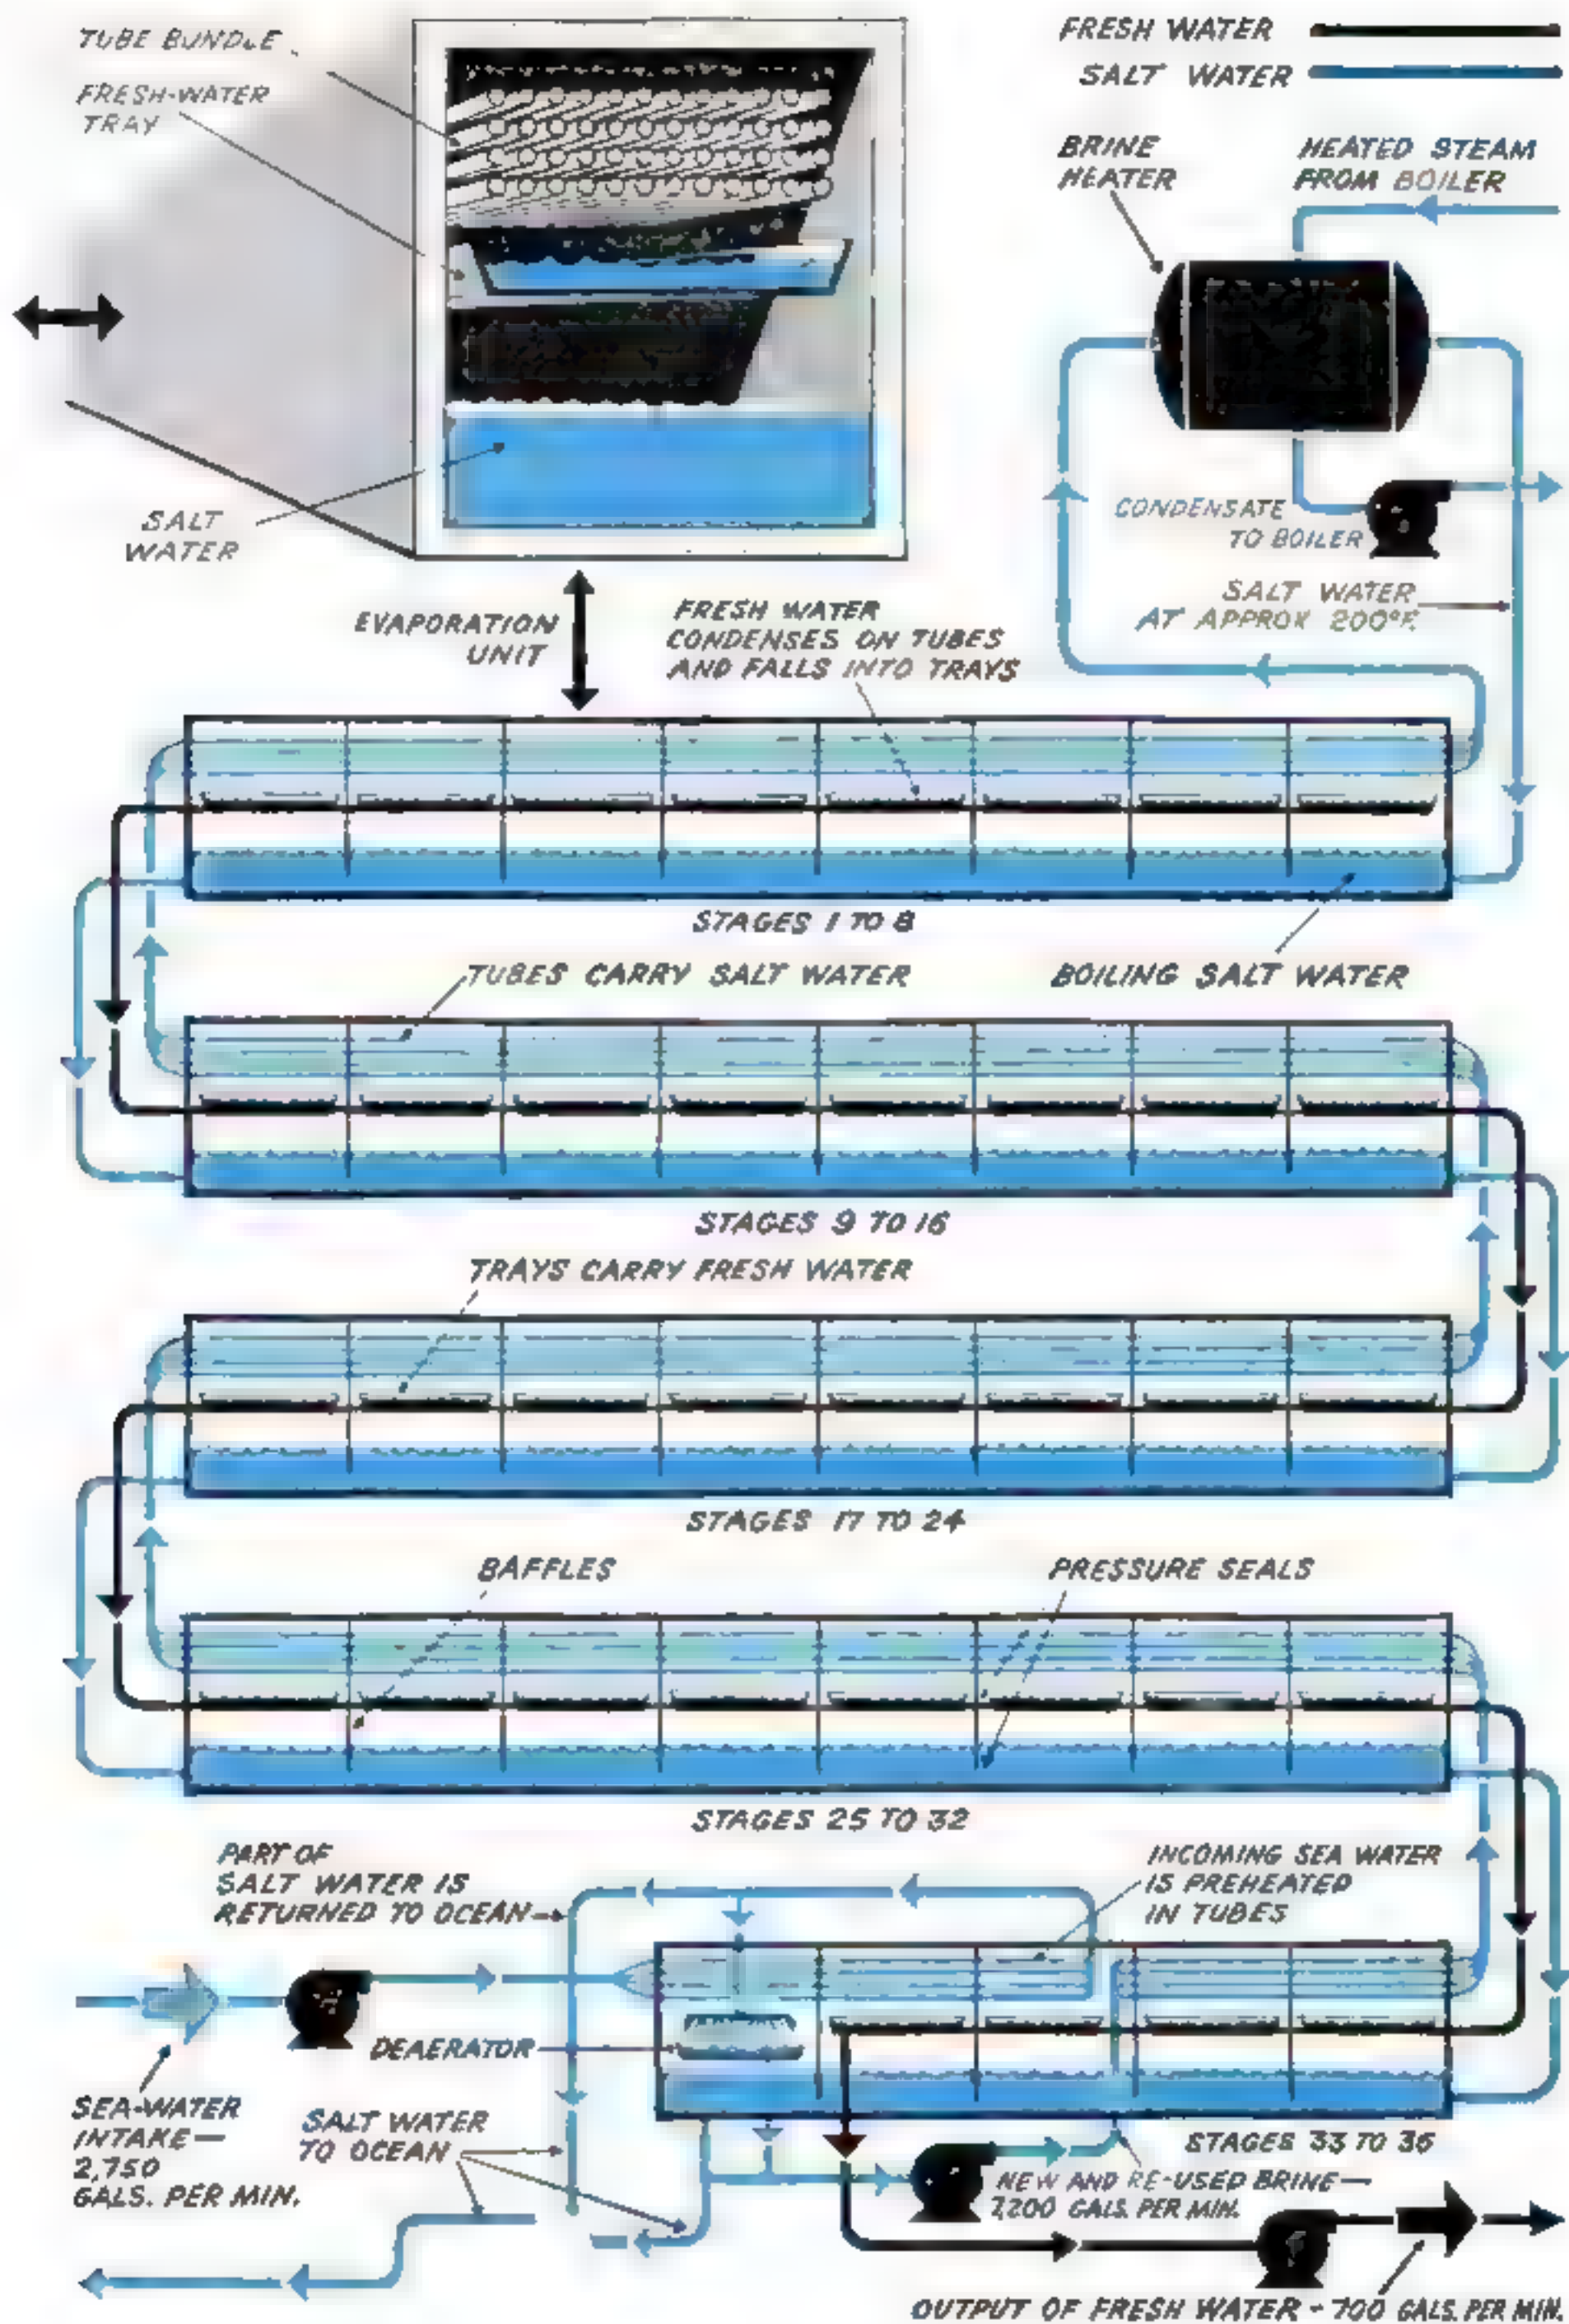 TUBE BUNDLE
FRESH-WATER
TRAY
FRESH WATER
SALT WATER
BRINE
HEATER
HEATED STEAM
FROM BOILER
SALT
WATER
CONDENSATE
TO BOILER
SALT WATER
AT APPROX 200°F.
EVAPORATION
UNIT
FRESH WATER
CONDENSES ON TUBES
AND FALLS INTO TRAYS
STAGES 1 TO 8
TUBES CARRY SALT WATER
BOILING SALT WATER
STAGES 9 TO 16
TRAYS CARRY FRESH WATER
STAGES 17 TO 24
BAFFLES
PRESSURE SEALS
STAGES 25 TO 32
PART OF
SALT WATER IS
RETURNED TO OCEAN
INCOMING SEA WATER
IS PREHEATED
IN TUBES
DEAERATOR
SEA-WATER
INTAKE—
2,750
GALS. PER MIN.
SALT WATER
TO OCEAN
STAGES 33 TO 36
NEW AND RE-USED BRINE—
7,200 GALS. PER MIN.
OUTPUT OF FRESH WATER - 700 GALS. PER MIN.